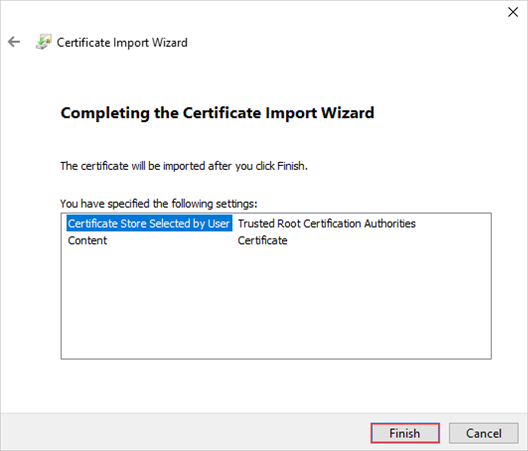 Certificate Import Wizard
Completing the Certificate Import Wizard
The certificate will be imported after you click Finish.
You have specified the following settings:
Certificate Store Selected by User Trusted Root Certification Authorities
Content Certificate
Finish Cancel